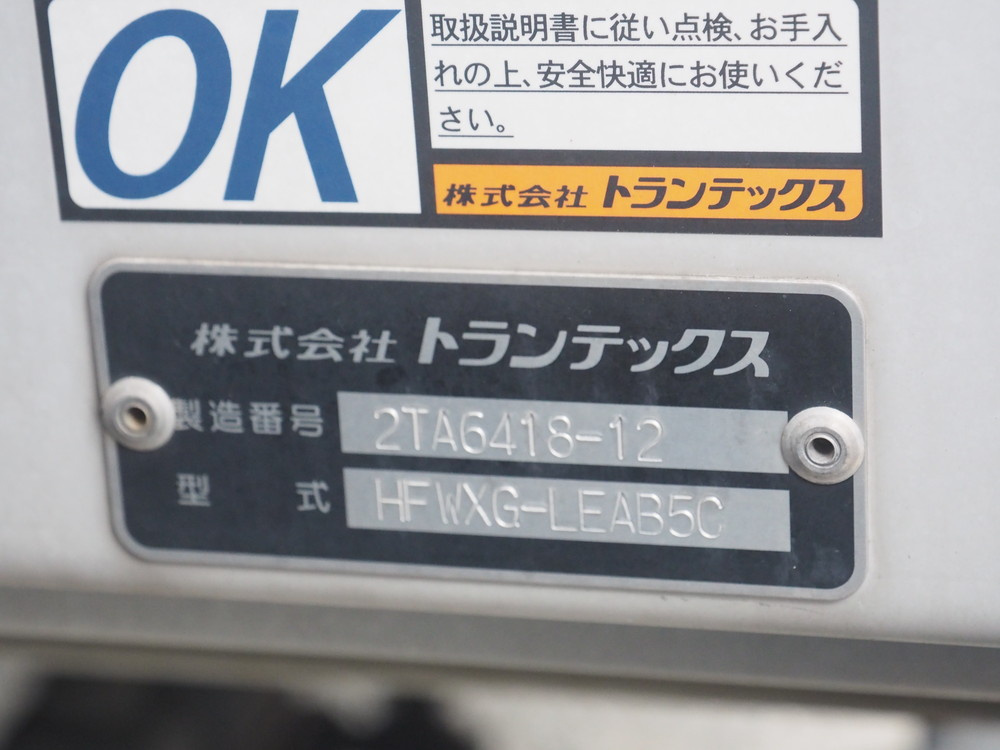 OK
取扱説明書に従い点検、お手入
れの上、安全快適にお使いくだ
さい。
株式会社 トランテックス
株式会社 トランテックス
製造番号 2TA6418-12
型式 HFWXG-LEAB5C